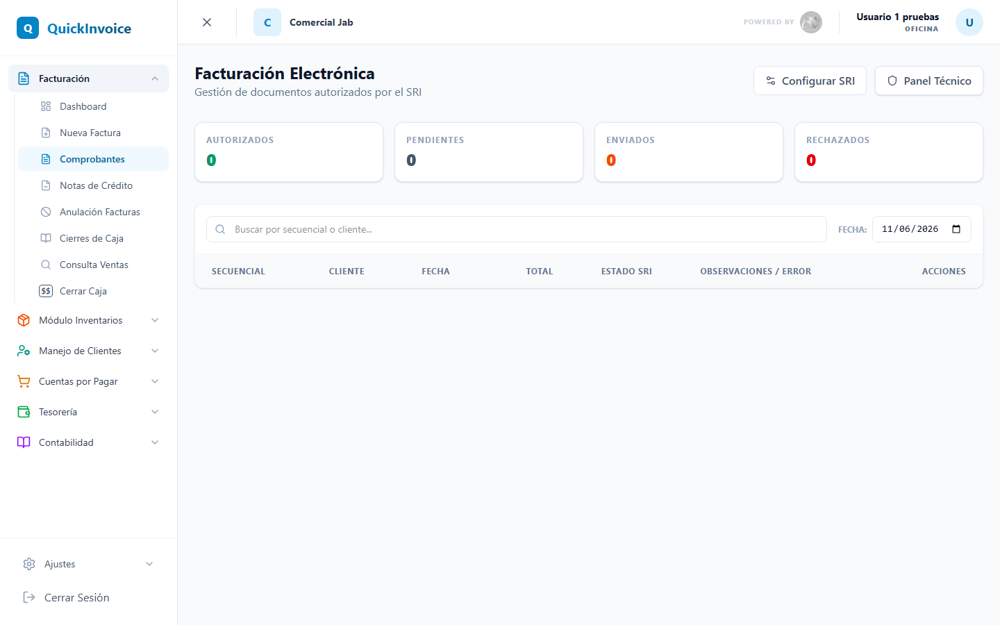 Q QuickInvoice
Facturación
Dashboard
Nueva Factura
Comprobantes
Notas de Crédito
Anulación Facturas
Cierres de Caja
Consulta Ventas
$$ Cerrar Caja
Módulo Inventarios
Manejo de Clientes
Cuentas por Pagar
Tesorería
Contabilidad
Ajustes
Cerrar Sesión
C Comercial Jab
POWERED BY
Usuario 1 pruebas
OFICINA
U
Facturación Electrónica
Gestión de documentos autorizados por el SRI
Configurar SRI
Panel Técnico
AUTORIZADOS
0
PENDIENTES
0
ENVIADOS
0
RECHAZADOS
0
Buscar por secuencial o cliente...
FECHA: 11/06/2026
SECUENCIAL CLIENTE FECHA TOTAL ESTADO SRI OBSERVACIONES / ERROR ACCIONES